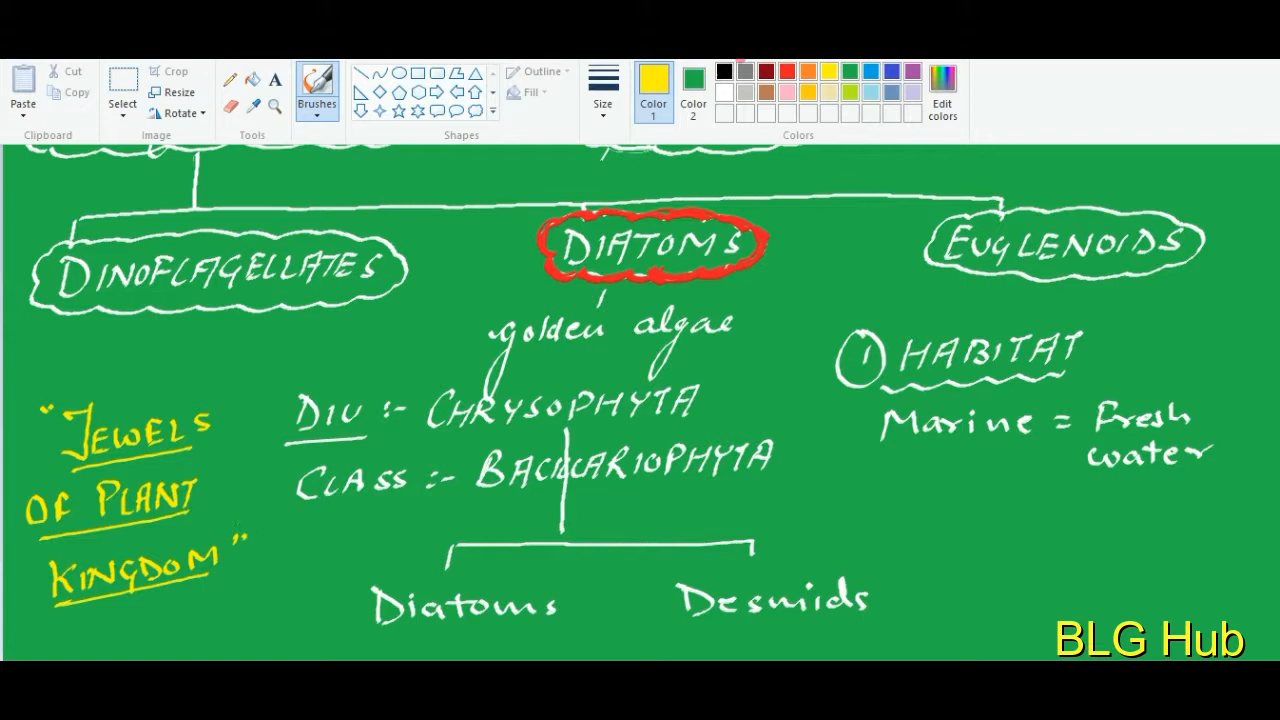 Cut
Copy
Paste
Clipboard
Select
Crop
Resize
Rotate
Image
Tools
Brushes
Outline
Fill
Shapes
Size
Color 1
Color 2
Edit colors
Colors
DINOFLAGELLATES
DIATOMS
EUGLENOIDS
golden algae
DIV :- CHRYSOPHYTA
CLASS :- BACILLARIOPHYTA
Diatoms
Desmids
"JEWELS
OF PLANT
KINGDOM"
1 HABITAT
Marine = Fresh
water
BLG Hub